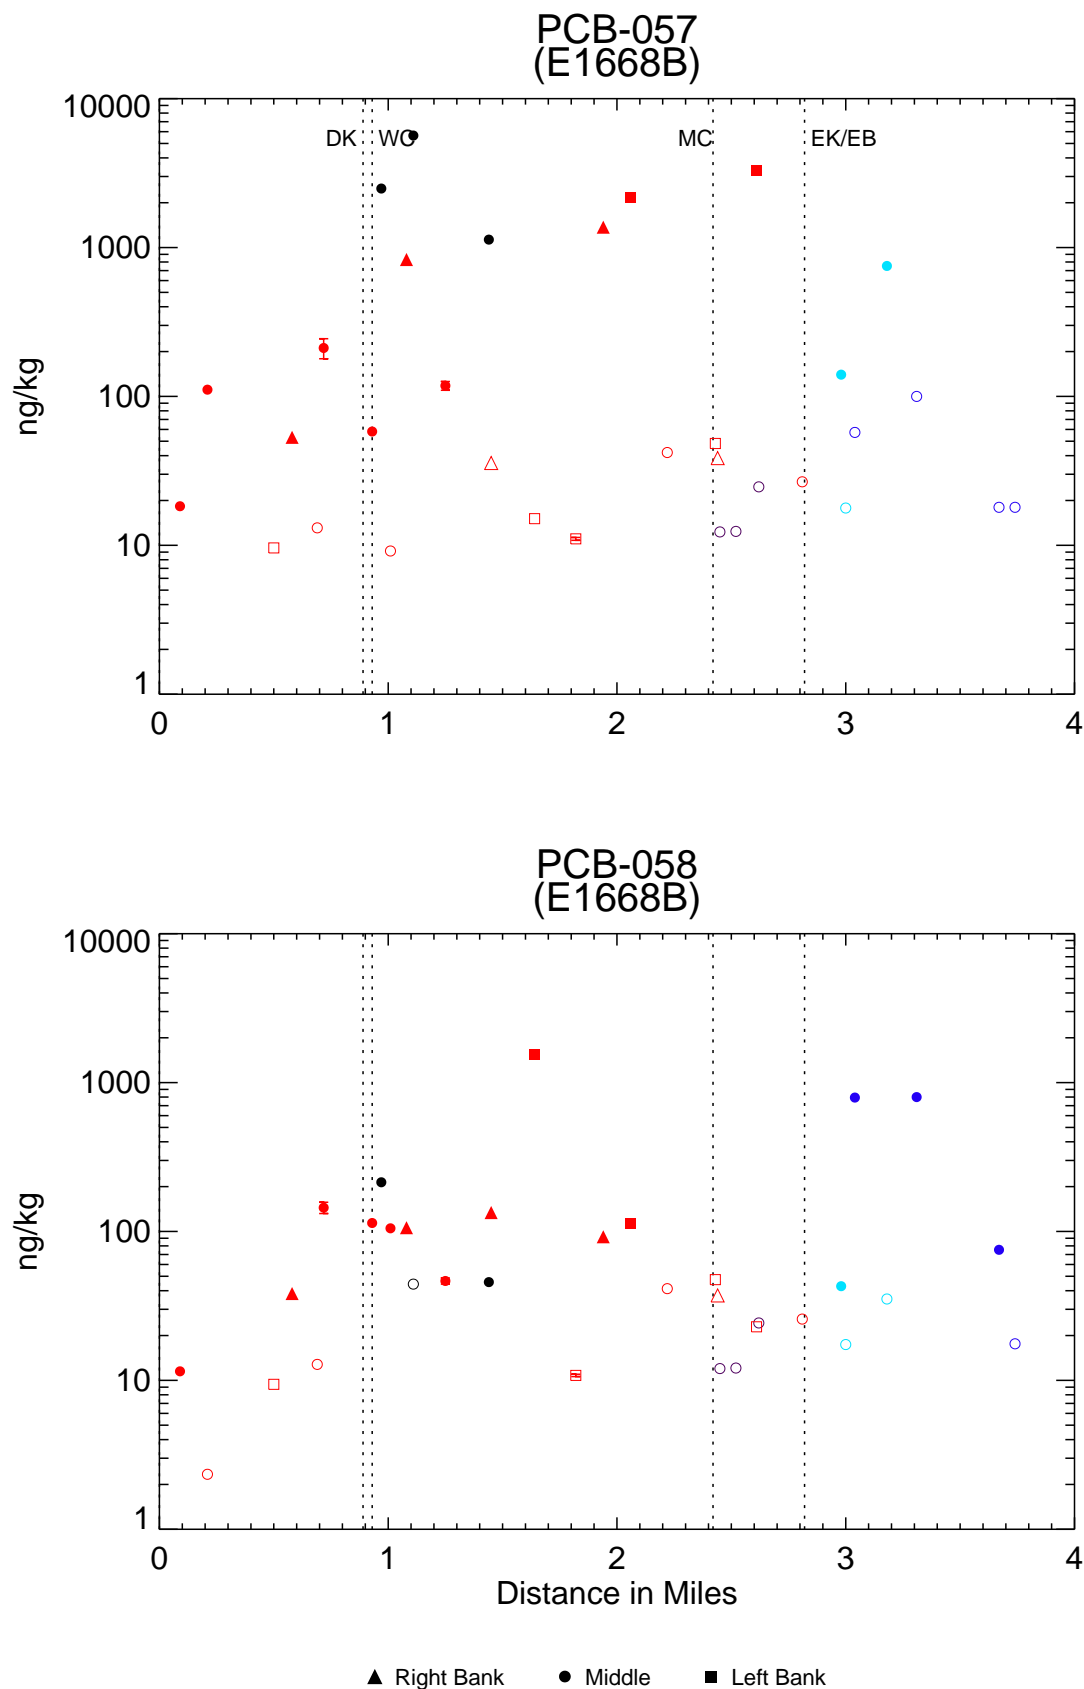 PCB-057
(E1668B)
10000
1000
100
10
1
ng/kg
DK WC MC EK/EB
0 1 2 3 4
PCB-058
(E1668B)
10000
1000
100
10
1
ng/kg
0 1 2 3 4
Distance in Miles
Right Bank Middle Left Bank